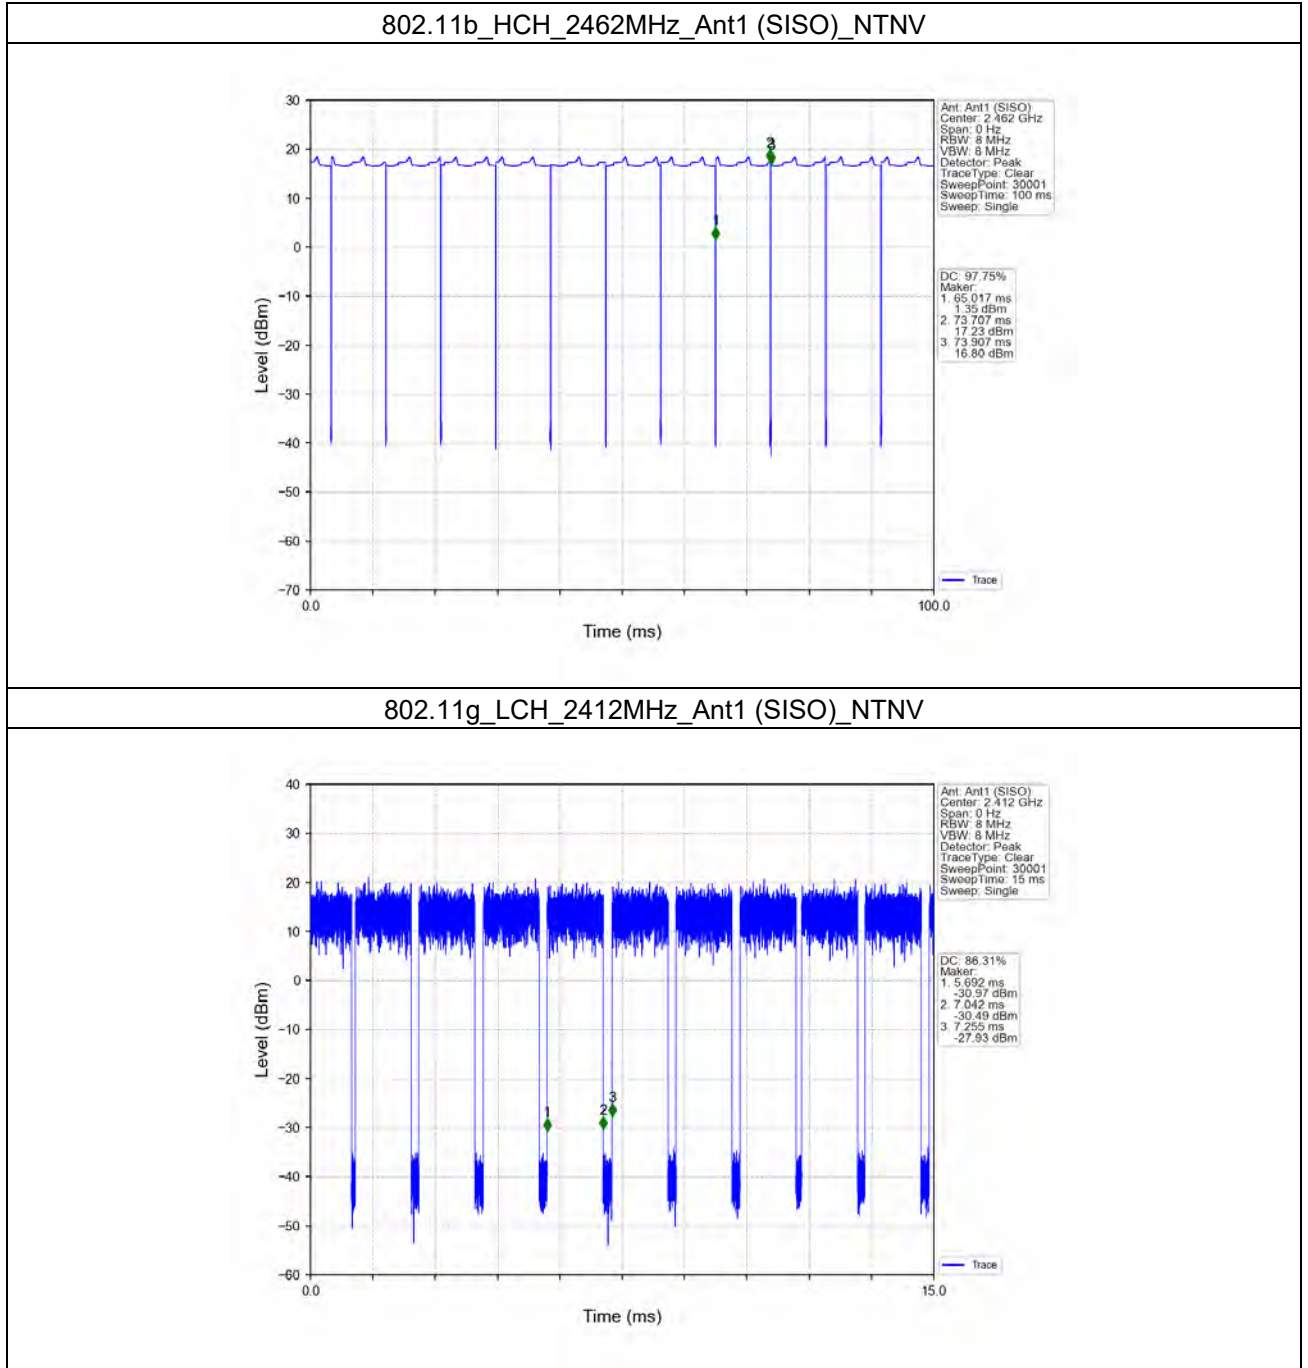 802.11b_HCH_2462MHz_Ant1 (SISO)_NTNV
30
20
10
0
−10
−20
−30
−40
−50
−60
−70
Level (dBm)
0.0
100.0
Time (ms)
3
1
Ant: Ant1 (SISO)
Center: 2.462 GHz
Span: 0 Hz
RBW: 8 MHz
VBW: 8 MHz
Detector: Peak
TraceType: Clear
SweepPoint: 30001
SweepTime: 100 ms
Sweep: Single
DC: 97.75%
Maker:
1. 65.017 ms
1.35 dBm
2. 73.707 ms
17.23 dBm
3. 73.907 ms
16.80 dBm
Trace
802.11g_LCH_2412MHz_Ant1 (SISO)_NTNV
40
30
20
10
0
−10
−20
−30
−40
−50
−60
Level (dBm)
0.0
15.0
Time (ms)
1
2
3
Ant: Ant1 (SISO)
Center: 2.412 GHz
Span: 0 Hz
RBW: 8 MHz
VBW: 8 MHz
Detector: Peak
TraceType: Clear
SweepPoint: 30001
SweepTime: 15 ms
Sweep: Single
DC: 86.31%
Maker:
1. 5.692 ms
-30.97 dBm
2. 7.042 ms
-30.49 dBm
3. 7.255 ms
-27.93 dBm
Trace